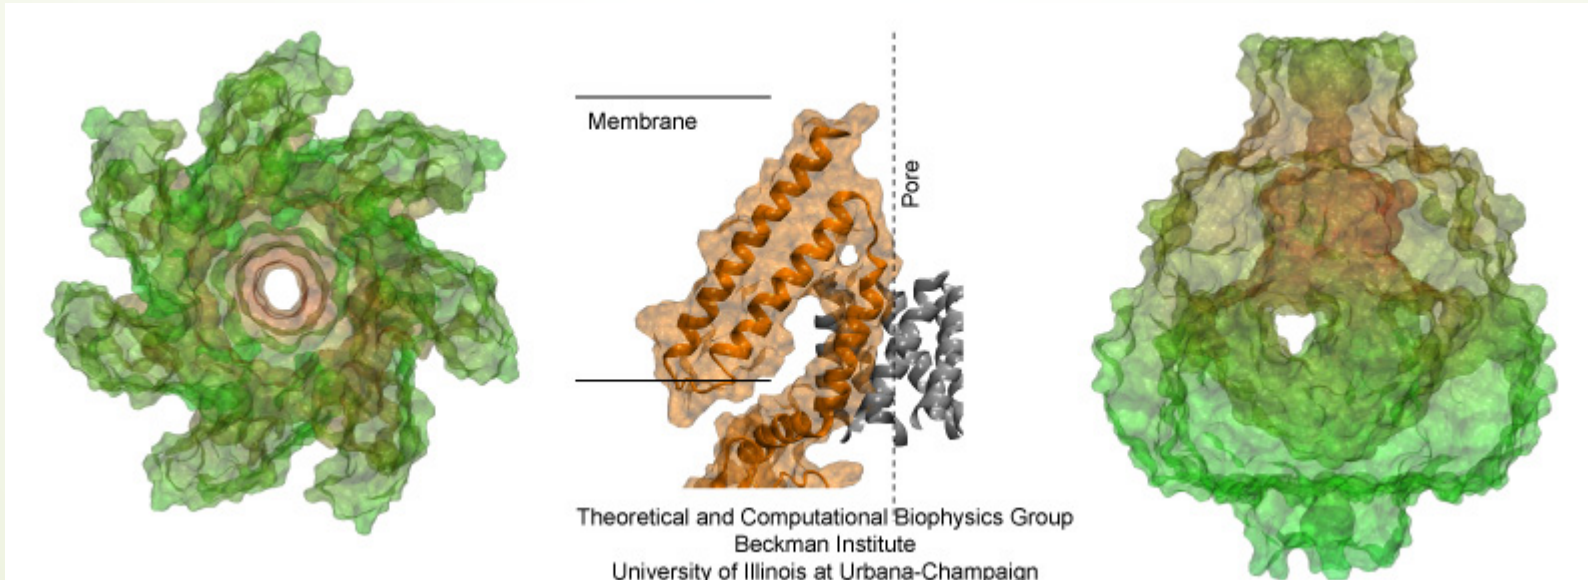 Membrane
Pore
Theoretical and Computational Biophysics Group
Beckman Institute
University of Illinois at Urbana-Champaign